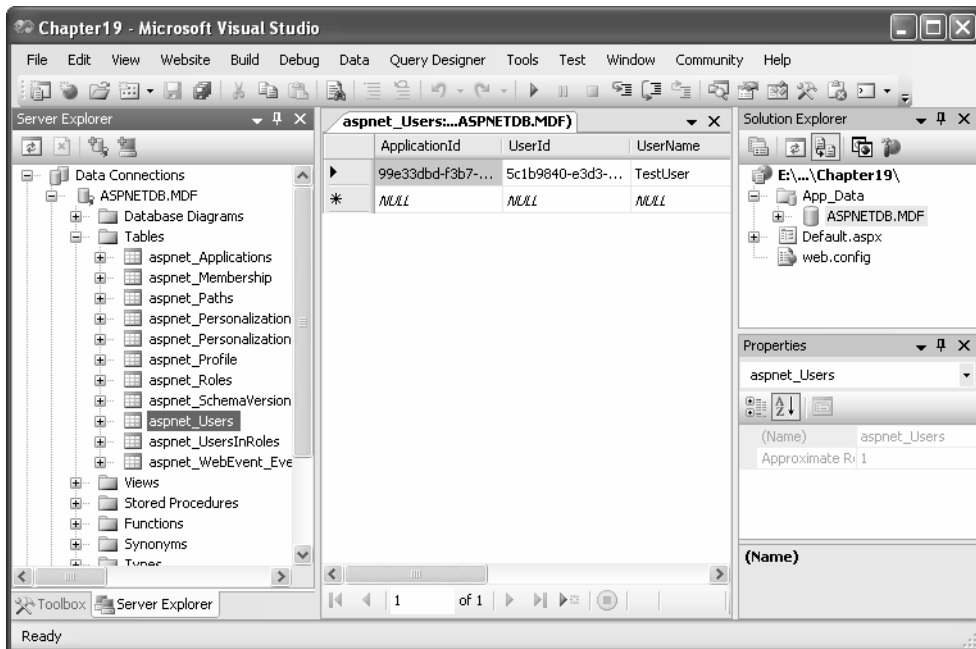 Chapter19 - Microsoft Visual Studio
File Edit View Website Build Debug Data Query Designer Tools Test Window Community Help
Server Explorer
Data Connections
ASPNETDB.MDF
Database Diagrams
Tables
aspnet_Applications
aspnet_Membership
aspnet_Paths
aspnet_Personalization
aspnet_Personalization
aspnet_Profile
aspnet_Roles
aspnet_SchemaVersion
aspnet_Users
aspnet_UsersInRoles
aspnet_WebEvent_Eve
Views
Stored Procedures
Functions
Synonyms
Types
Toolbox Server Explorer
aspnet_Users:...ASPNETDB.MDF)
ApplicationId UserId UserName
99e33dbd-f3b7-... 5c1b9840-e3d3-... TestUser
NULL NULL NULL
1 of 1
Solution Explorer
E:\...\Chapter19\
App_Data
ASPNETDB.MDF
Default.aspx
web.config
Properties
aspnet_Users
(Name) aspnet_Users
Approximate R 1
(Name)
Ready